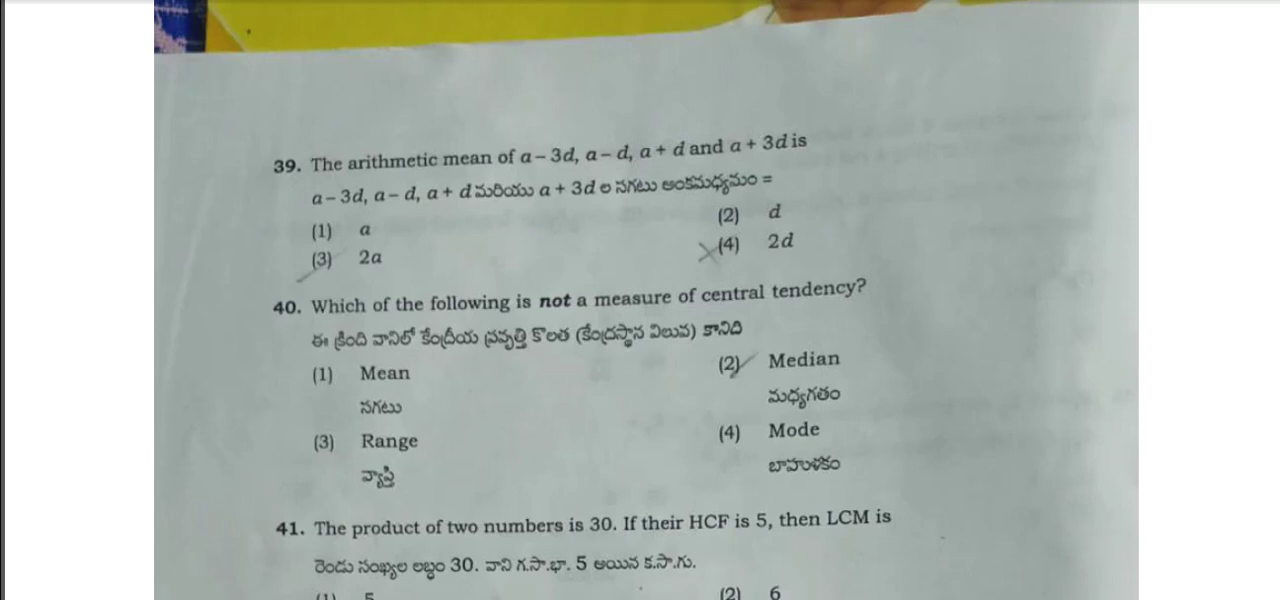 39. The arithmetic mean of a – 3d, a – d, a + d and a + 3d is
a – 3d, a – d, a + d మరియు a + 3d ల సగటు అంకమధ్యమం =
(1) a (2) d
(3) 2a (4) 2d
40. Which of the following is not a measure of central tendency?
ఈ క్రింది వానిలో కేంద్రీయ ప్రవృత్తి కొలత (కేంద్రస్థాన విలువ) కానిది
(1) Mean (2) Median
సగటు మధ్యగతం
(3) Range (4) Mode
వ్యాప్తి బాహుళకం
41. The product of two numbers is 30. If their HCF is 5, then LCM is
రెండు సంఖ్యల లబ్ధం 30. వాని గ.సా.భా. 5 అయిన క.సా.గు.
(1) 5 (2) 6